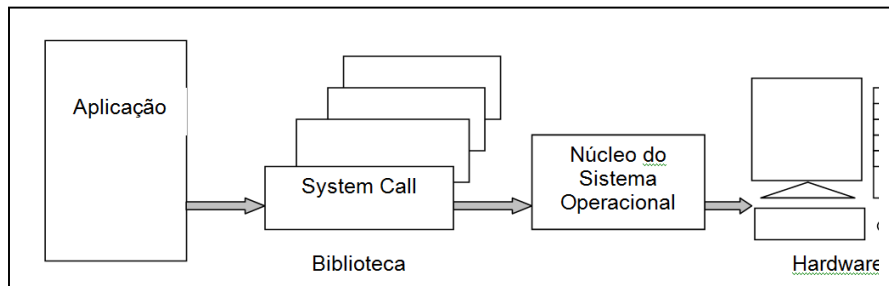 Aplicação
System Call
Núcleo do
Sistema
Operacional
Biblioteca
Hardware